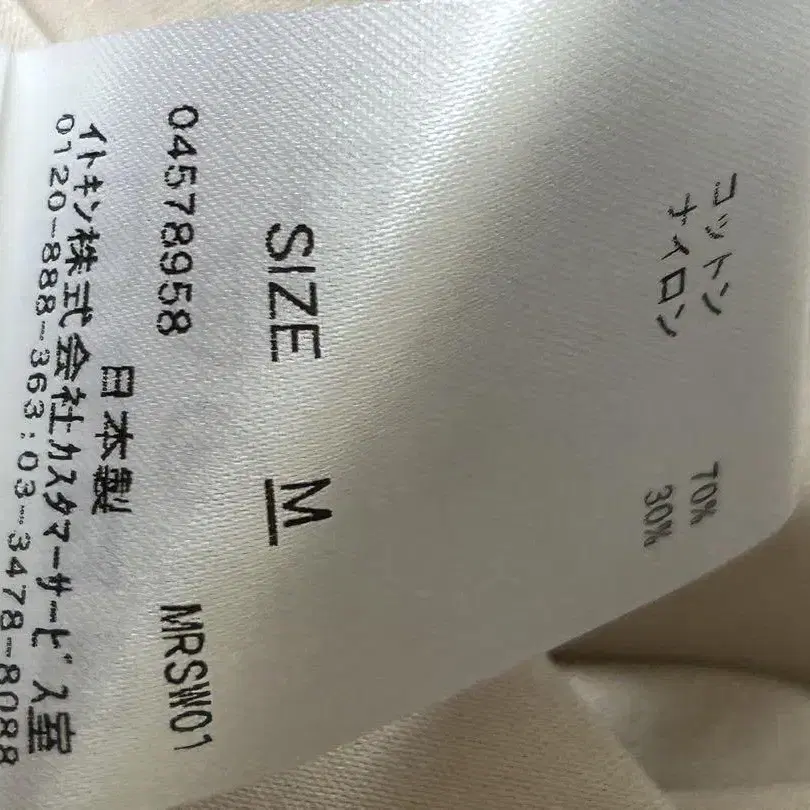 コットン 70%
ナイロン 30%
SIZE M
04578958 MRSW01
日本製
イトキン株式会社カスタマーサービス室
0120-888-363:03-3478-8088